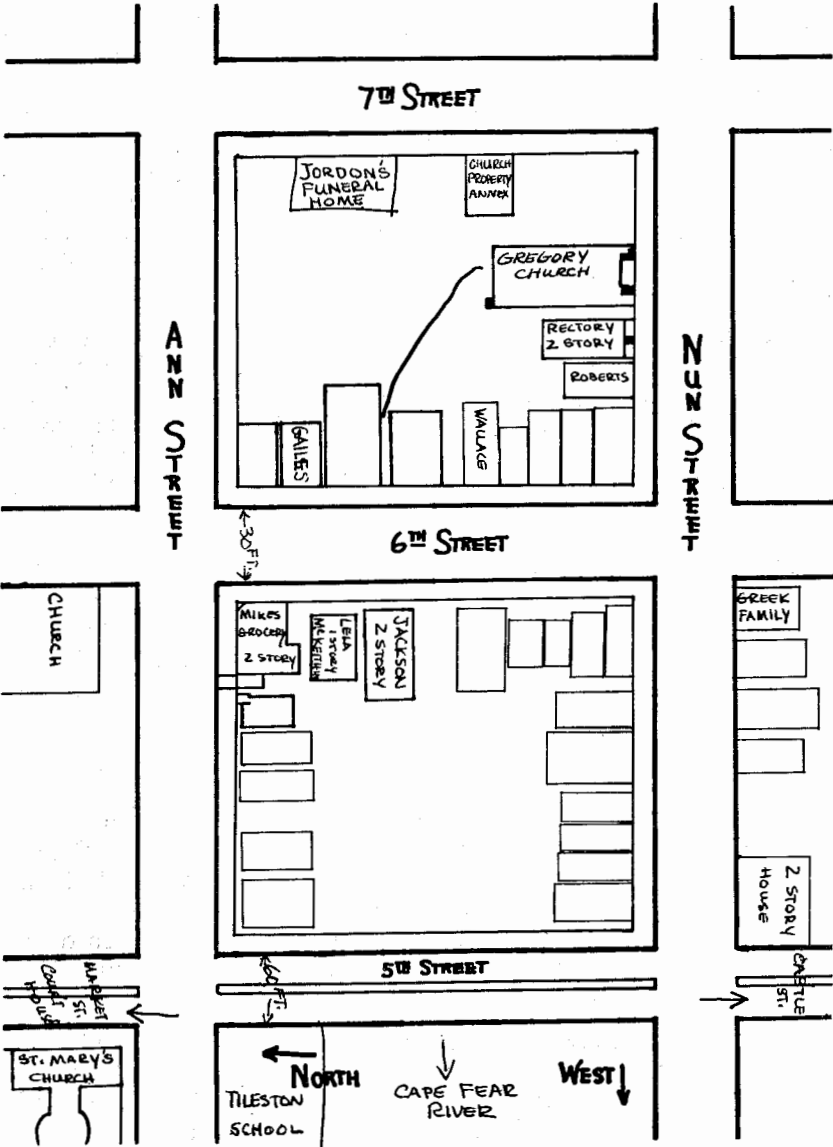 7TH STREET
JORDON'S
FUNERAL
HOME
CHURCH
PROPERTY
ANNEX
GREGORY
CHURCH
RECTORY
2 STORY
ROBERTS
ANN STREET
NUN STREET
GAILES
WALLACE
30 FT.
6TH STREET
CHURCH
MIKES
GROCERY
2 STORY
LELA
1 STORY
MCKEITHAN
JACKSON
2 STORY
GREEK
FAMILY
2 STORY
HOUSE
MARKET
ST.
COURT
HOUSE
60 FT.
5TH STREET
CASTLE
ST.
ST. MARY'S
CHURCH
NORTH
TILESTON
SCHOOL
CAPE FEAR
RIVER
WEST